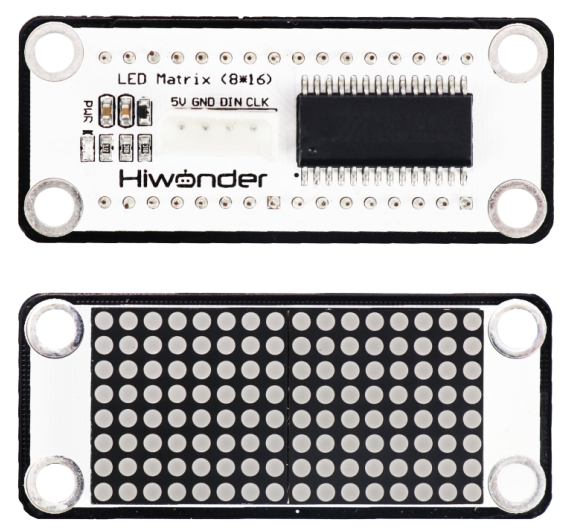 LED Matrix (8*16)
5V GND DIN CLK
PWR
Hiwonder